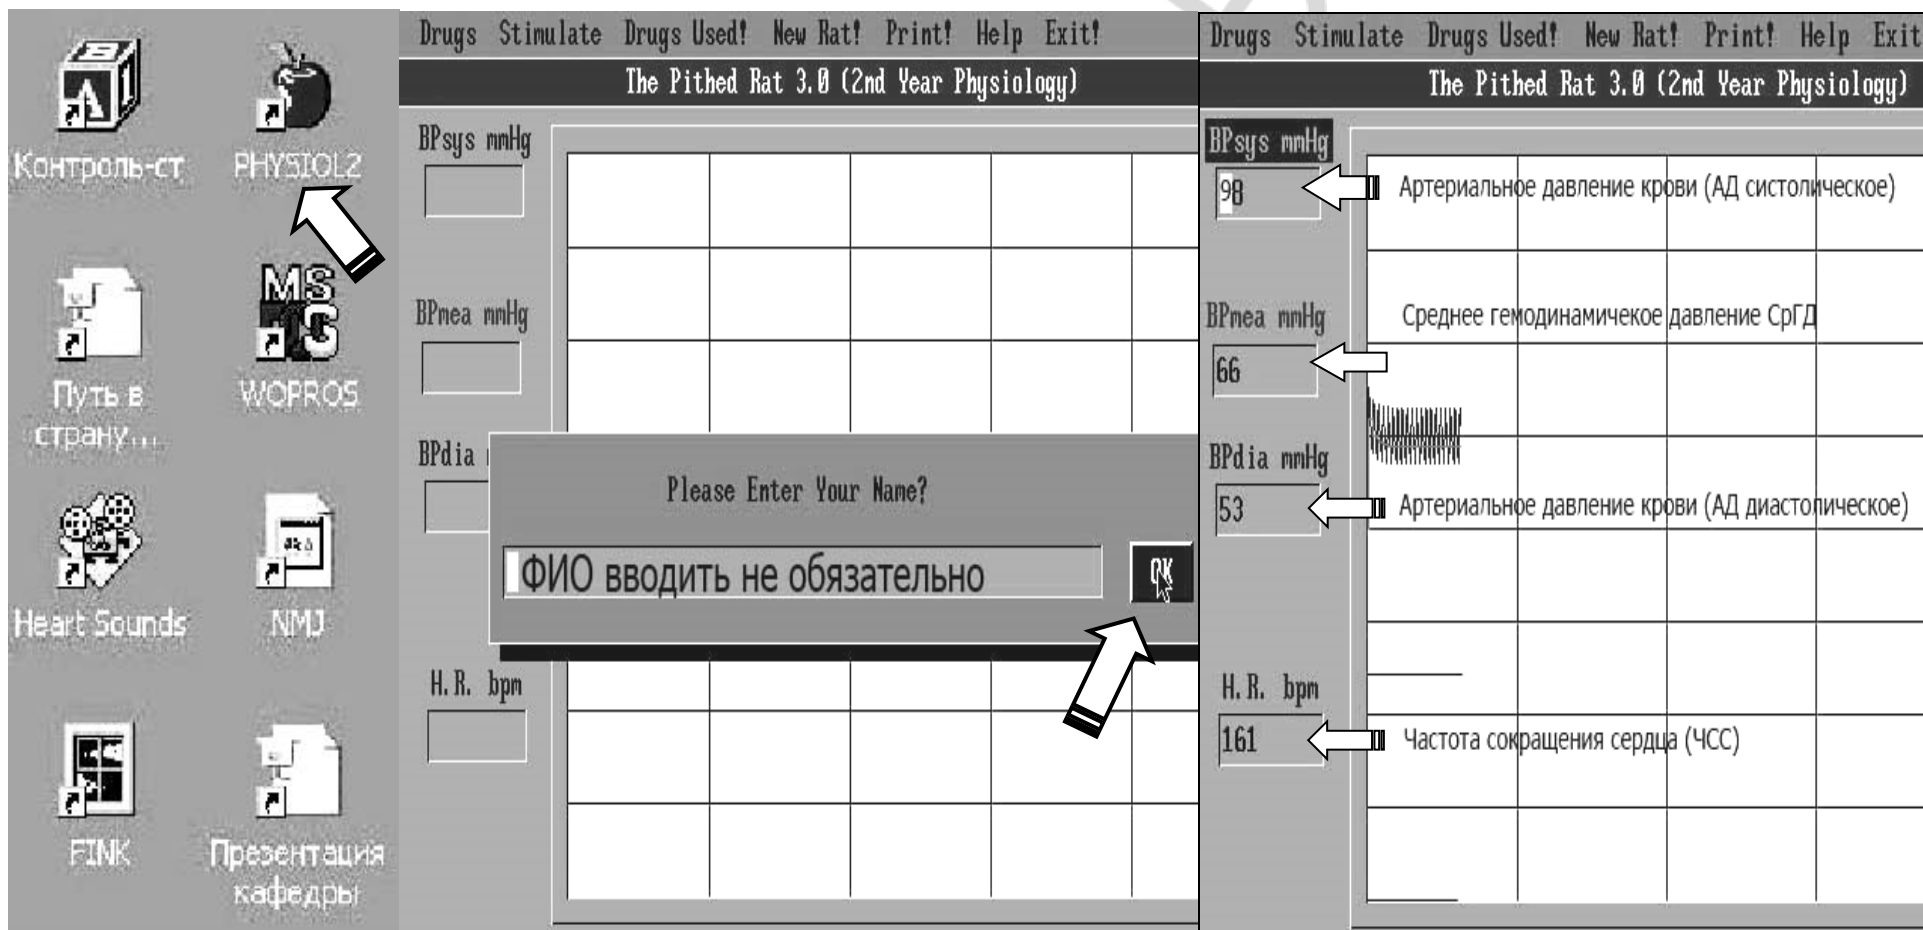 Контроль-ст
PHYSIOL2
Путь в
страну...
WOPROS
Heart Sounds
NMJ
FINK
Презентация
кафедры
Drugs Stimulate Drugs Used! New Rat! Print! Help Exit!
The Pithed Rat 3.0 (2nd Year Physiology)
BPsys mmHg
BPmea mmHg
BPdia
Please Enter Your Name?
ФИО вводить не обязательно
OK
H.R. bpm
Drugs Stimulate Drugs Used! New Rat! Print! Help Exit
The Pithed Rat 3.0 (2nd Year Physiology)
BPsys mmHg
98
Артериальное давление крови (АД систолическое)
BPmea mmHg
Среднее гемодинамичекое давление СрГД
66
BPdia mmHg
53
Артериальное давление крови (АД диастолическое)
H.R. bpm
161
Частота сокращения сердца (ЧСС)